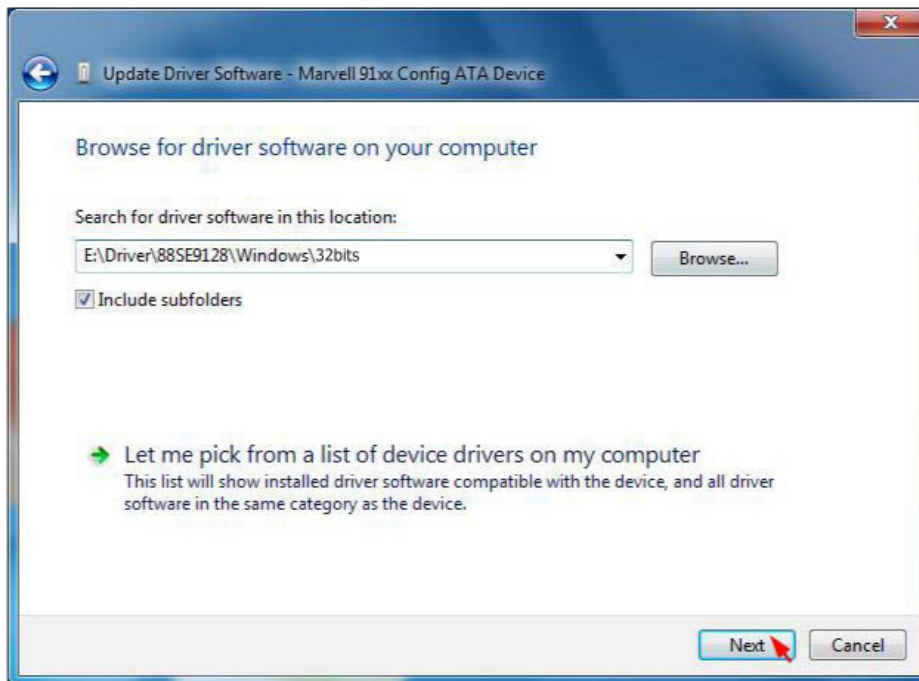 Update Driver Software - Marvell 91xx Config ATA Device
Browse for driver software on your computer
Search for driver software in this location:
E:\Driver\88SE9128\Windows\32bits
Browse...
Include subfolders
Let me pick from a list of device drivers on my computer
This list will show installed driver software compatible with the device, and all driver
software in the same category as the device.
Next
Cancel